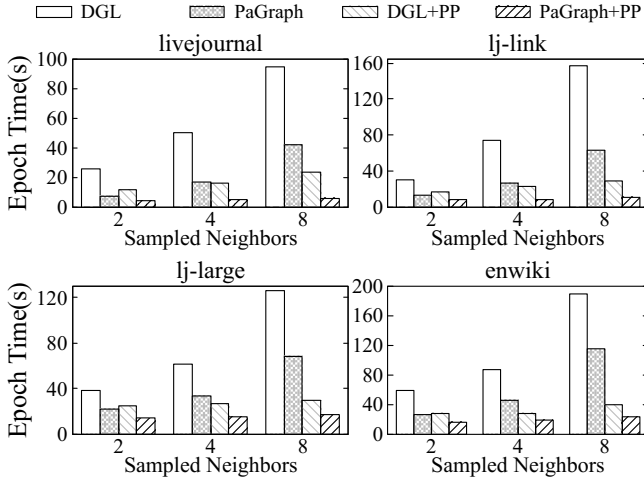 DGL PaGraph DGL+PP PaGraph+PP
livejournal
Epoch Time(s)
100
80
60
40
20
0
2 4 8
Sampled Neighbors
lj-link
160
120
80
40
0
2 4 8
Sampled Neighbors
lj-large
Epoch Time(s)
120
80
40
0
2 4 8
Sampled Neighbors
enwiki
200
160
120
80
40
0
2 4 8
Sampled Neighbors